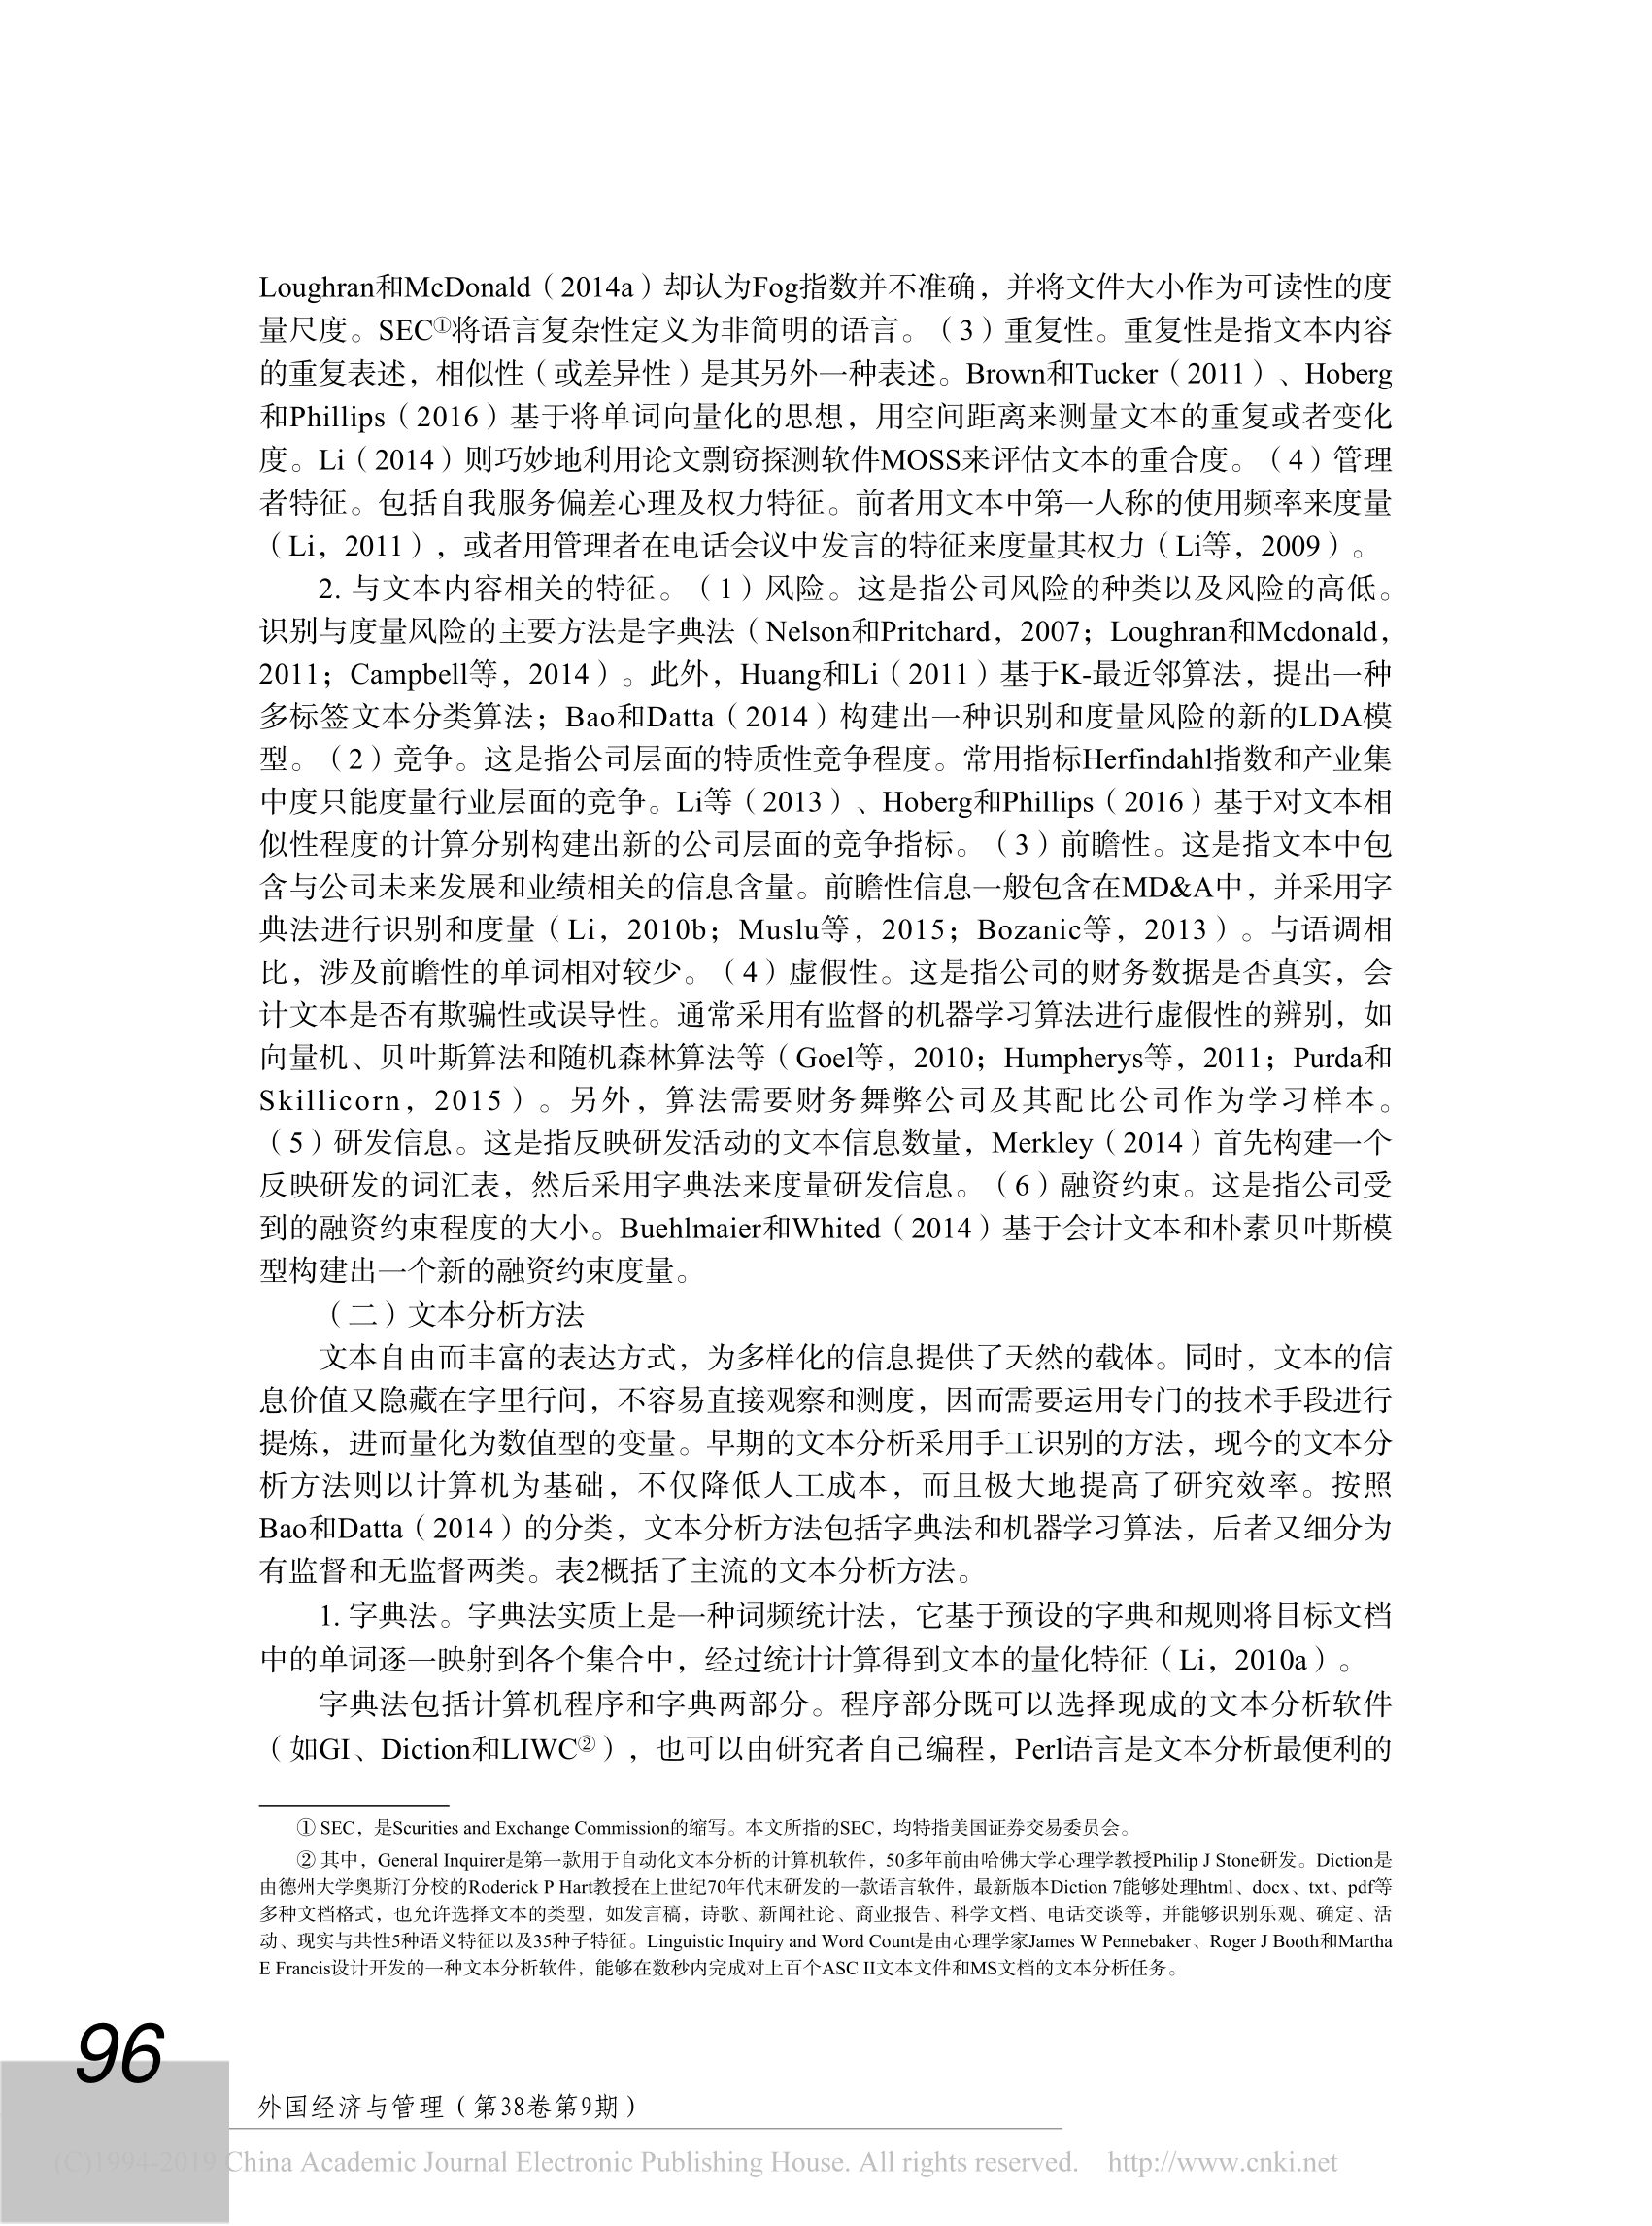 Loughran和McDonald（2014a）却认为Fog指数并不准确，并将文件大小作为可读性的度
量尺度。SEC①将语言复杂性定义为非简明的语言。（3）重复性。重复性是指文本内容
的重复表述，相似性（或差异性）是其另外一种表述。Brown和Tucker（2011）、Hoberg
和Phillips（2016）基于将单词向量化的思想，用空间距离来测量文本的重复或者变化
度。Li（2014）则巧妙地利用论文剽窃探测软件MOSS来评估文本的重合度。（4）管理
者特征。包括自我服务偏差心理及权力特征。前者用文本中第一人称的使用频率来度量
（Li，2011），或者用管理者在电话会议中发言的特征来度量其权力（Li等，2009）。
2. 与文本内容相关的特征。（1）风险。这是指公司风险的种类以及风险的高低。
识别与度量风险的主要方法是字典法（Nelson和Pritchard，2007；Loughran和Mcdonald，
2011；Campbell等，2014）。此外，Huang和Li（2011）基于K-最近邻算法，提出一种
多标签文本分类算法；Bao和Datta（2014）构建出一种识别和度量风险的新的LDA模
型。（2）竞争。这是指公司层面的特质性竞争程度。常用指标Herfindahl指数和产业集
中度只能度量行业层面的竞争。Li等（2013）、Hoberg和Phillips（2016）基于对文本相
似性程度的计算分别构建出新的公司层面的竞争指标。（3）前瞻性。这是指文本中包
含与公司未来发展和业绩相关的信息含量。前瞻性信息一般包含在MD&A中，并采用字
典法进行识别和度量（Li，2010b；Muslu等，2015；Bozanic等，2013）。与语调相
比，涉及前瞻性的单词相对较少。（4）虚假性。这是指公司的财务数据是否真实，会
计文本是否有欺骗性或误导性。通常采用有监督的机器学习算法进行虚假性的辨别，如
向量机、贝叶斯算法和随机森林算法等（Goel等，2010；Humpherys等，2011；Purda和
Skillicorn，2015）。另外，算法需要财务舞弊公司及其配比公司作为学习样本。
（5）研发信息。这是指反映研发活动的文本信息数量，Merkley（2014）首先构建一个
反映研发的词汇表，然后采用字典法来度量研发信息。（6）融资约束。这是指公司受
到的融资约束程度的大小。Buehlmaier和Whited（2014）基于会计文本和朴素贝叶斯模
型构建出一个新的融资约束度量。
（二）文本分析方法
文本自由而丰富的表达方式，为多样化的信息提供了天然的载体。同时，文本的信
息价值又隐藏在字里行间，不容易直接观察和测度，因而需要运用专门的技术手段进行
提炼，进而量化为数值型的变量。早期的文本分析采用手工识别的方法，现今的文本分
析方法则以计算机为基础，不仅降低人工成本，而且极大地提高了研究效率。按照
Bao和Datta（2014）的分类，文本分析方法包括字典法和机器学习算法，后者又细分为
有监督和无监督两类。表2概括了主流的文本分析方法。
1. 字典法。字典法实质上是一种词频统计法，它基于预设的字典和规则将目标文档
中的单词逐一映射到各个集合中，经过统计计算得到文本的量化特征（Li，2010a）。
字典法包括计算机程序和字典两部分。程序部分既可以选择现成的文本分析软件
（如GI、Diction和LIWC②），也可以由研究者自己编程，Perl语言是文本分析最便利的
① SEC，是Scurities and Exchange Commission的缩写。本文所指的SEC，均特指美国证券交易委员会。
② 其中，General Inquirer是第一款用于自动化文本分析的计算机软件，50多年前由哈佛大学心理学教授Philip J Stone研发。Diction是
由德州大学奥斯汀分校的Roderick P Hart教授在上世纪70年代末研发的一款语言软件，最新版本Diction 7能够处理html、docx、txt、pdf等
多种文档格式，也允许选择文本的类型，如发言稿，诗歌、新闻社论、商业报告、科学文档、电话交谈等，并能够识别乐观、确定、活
动、现实与共性5种语义特征以及35种子特征。Linguistic Inquiry and Word Count是由心理学家James W Pennebaker、Roger J Booth和Martha
E Francis设计开发的一种文本分析软件，能够在数秒内完成对上百个ASC II文本文件和MS文档的文本分析任务。
96
外国经济与管理（第38卷第9期）
(C)1994-2019 China Academic Journal Electronic Publishing House. All rights reserved. http://www.cnki.net